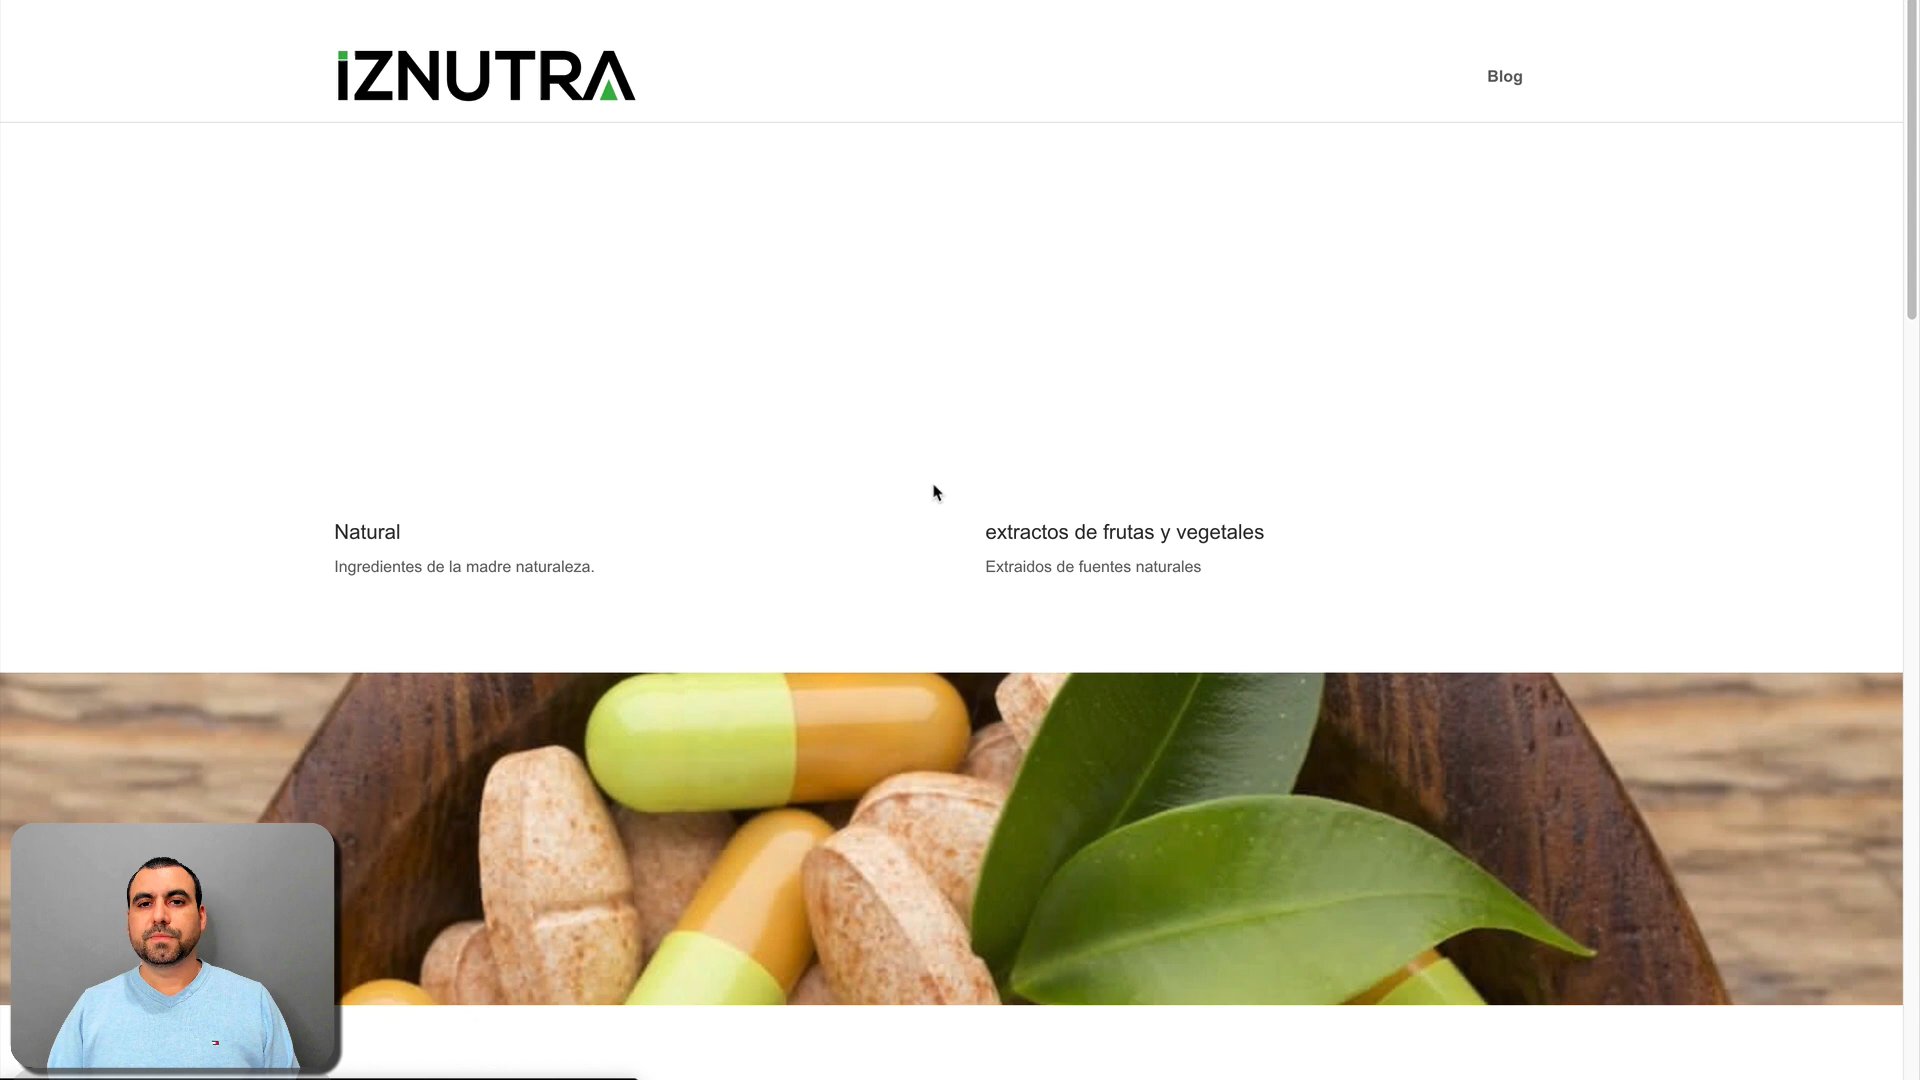 iZNUTRA
Blog
Natural
extractos de frutas y vegetales
Ingredientes de la madre naturaleza.
Extraidos de fuentes naturales